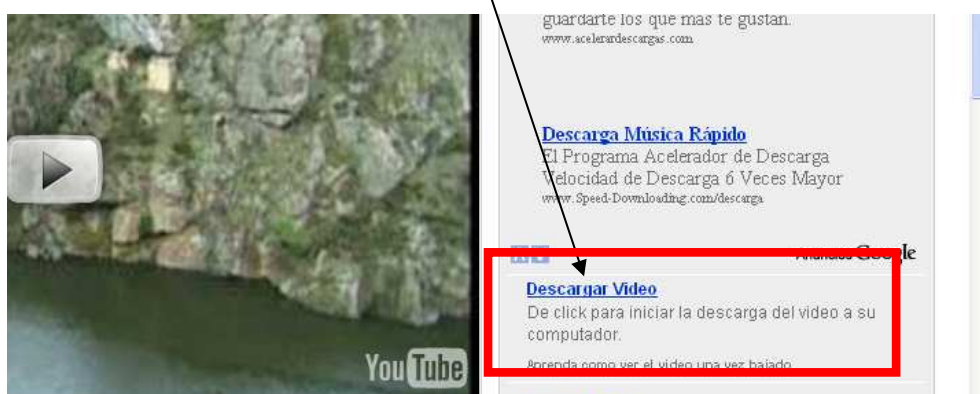 guardarte los que mas te gustan.
www.acelerardescargas.com
Descarga Música Rápido
El Programa Acelerador de Descarga
Velocidad de Descarga 6 Veces Mayor
www.Speed-Downloading.com/descarga
Anuncios Google
Descargar Video
De click para iniciar la descarga del video a su
computador.
Aprenda como ver el video una vez bajado
YouTube